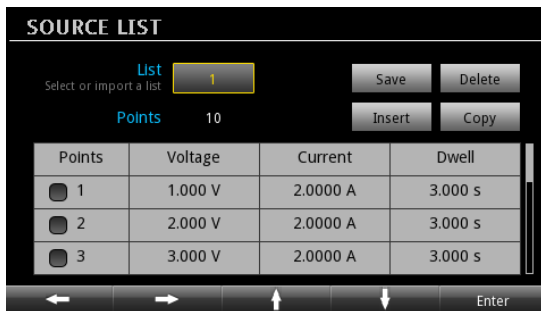 SOURCE LIST
List
Select or import a list
1
Save
Delete
Points
10
Insert
Copy
Points Voltage Current Dwell
1 1.000 V 2.0000 A 3.000 s
2 2.000 V 2.0000 A 3.000 s
3 3.000 V 2.0000 A 3.000 s
Enter